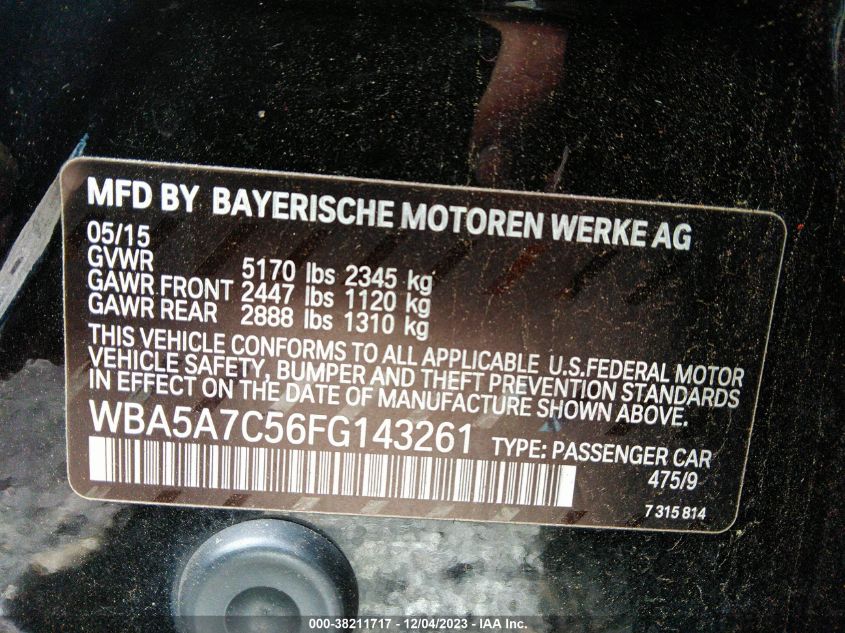 MFD BY BAYERISCHE MOTOREN WERKE AG
05/15
GVWR 5170 lbs 2345 kg
GAWR FRONT 2447 lbs 1120 kg
GAWR REAR 2888 lbs 1310 kg
THIS VEHICLE CONFORMS TO ALL APPLICABLE U.S.FEDERAL MOTOR
VEHICLE SAFETY, BUMPER AND THEFT PREVENTION STANDARDS
IN EFFECT ON THE DATE OF MANUFACTURE SHOWN ABOVE.
WBA5A7C56FG143261 TYPE: PASSENGER CAR
475/9
7 315 814
000-38211717 - 12/04/2023 - IAA Inc.